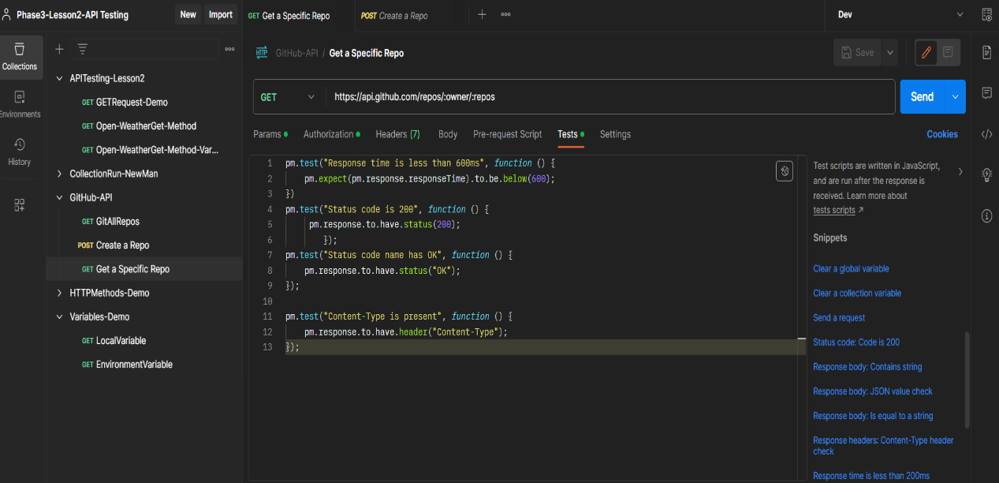 Phase3-Lesson2-API Testing
New
Import
GET Get a Specific Repo
POST Create a Repo
Dev
Collections
Environments
History
APITesting-Lesson2
GET GETRequest-Demo
GET Open-WeatherGet-Method
GET Open-WeatherGet-Method-Var...
CollectionRun-NewMan
GitHub-API
GET GitAllRepos
POST Create a Repo
GET Get a Specific Repo
HTTPMethods-Demo
Variables-Demo
GET LocalVariable
GET EnvironmentVariable
HTTP GitHub-API / Get a Specific Repo
Save
GET
https://api.github.com/repos/:owner/:repos
Send
Params
Authorization
Headers (7)
Body
Pre-request Script
Tests
Settings
Cookies
1 pm.test("Response time is less than 600ms", function () {
2 pm.expect(pm.response.responseTime).to.be.below(600);
3 })
4 pm.test("Status code is 200", function () {
5 pm.response.to.have.status(200);
6 });
7 pm.test("Status code name has OK", function () {
8 pm.response.to.have.status("OK");
9 });
10
11 pm.test("Content-Type is present", function () {
12 pm.response.to.have.header("Content-Type");
13 });
Test scripts are written in JavaScript,
and are run after the response is
received. Learn more about
tests scripts ↗
Snippets
Clear a global variable
Clear a collection variable
Send a request
Status code: Code is 200
Response body: Contains string
Response body: JSON value check
Response body: Is equal to a string
Response headers: Content-Type header
check
Response time is less than 200ms